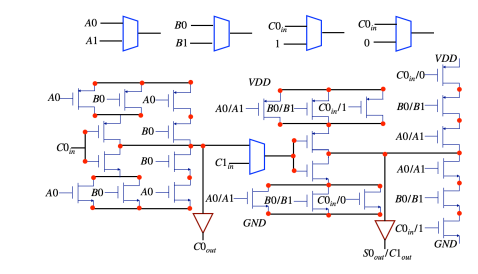 A0 B0 C0in C0in VDD
A1 B1 1 0
C0in/0
VDD
A0 B0 A0 A0/A1 B0/B1 C0in/1 B0/B1
B0 A0/A1
C0in
B0 C1in A0/A1
A0 B0 A0 A0/A1 B0/B1 C0in/0 B0/B1
GND C0in/1
C0out S0out/C1out GND